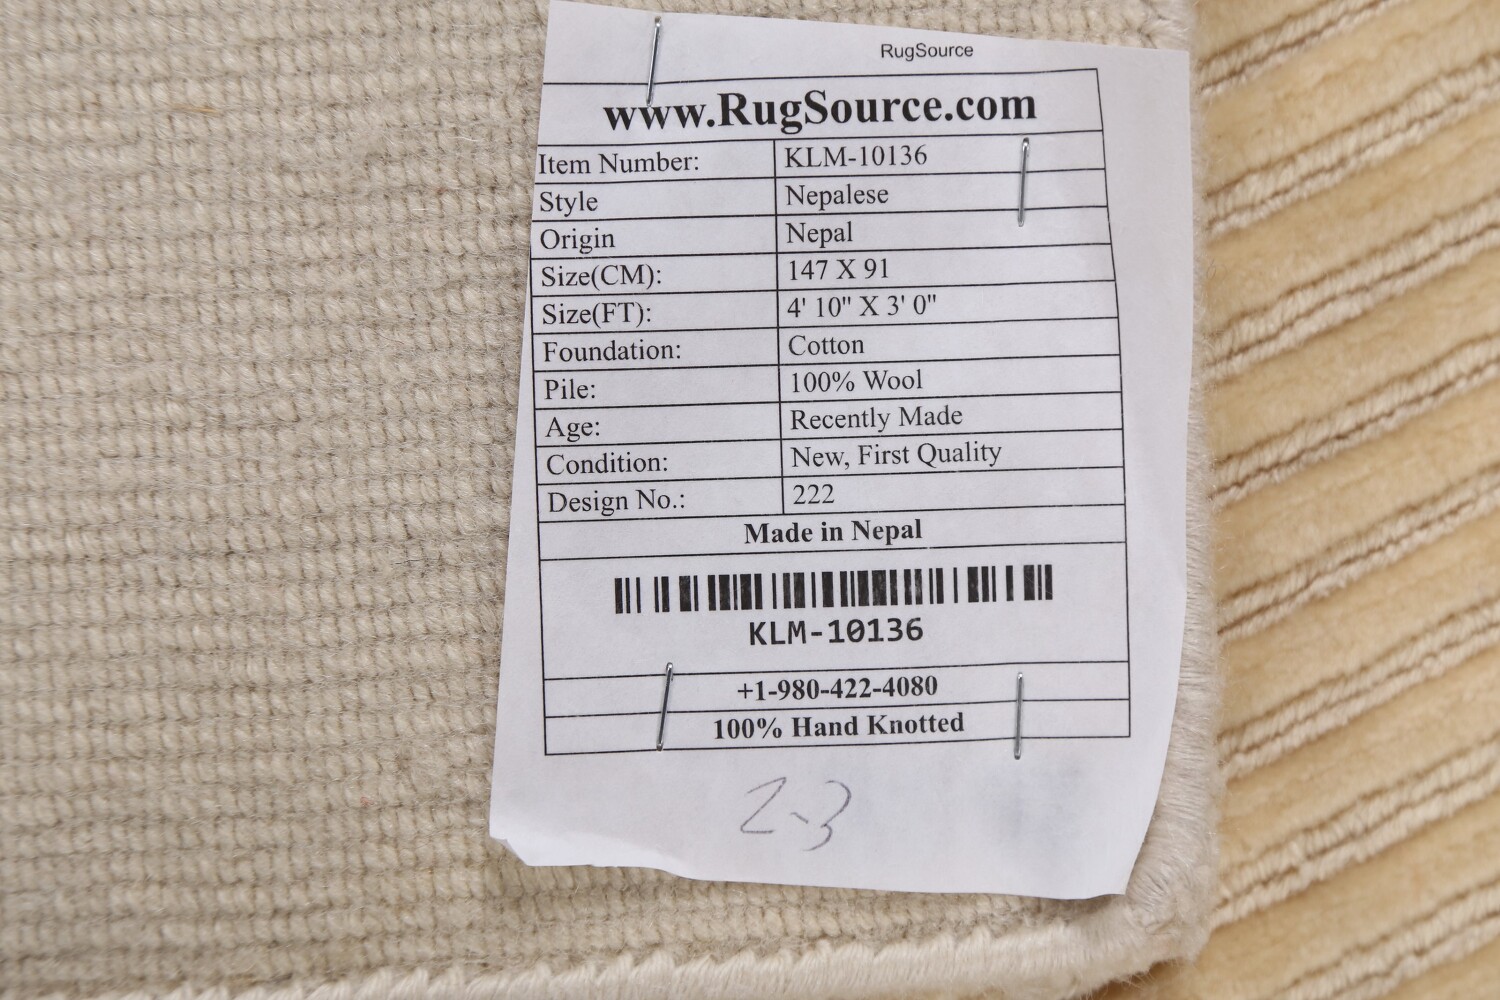 RugSource
www.RugSource.com
Item Number: KLM-10136
Style Nepalese
Origin Nepal
Size(CM): 147 X 91
Size(FT): 4' 10" X 3' 0"
Foundation: Cotton
Pile: 100% Wool
Age: Recently Made
Condition: New, First Quality
Design No.: 222
Made in Nepal
KLM-10136
+1-980-422-4080
100% Hand Knotted
2-3